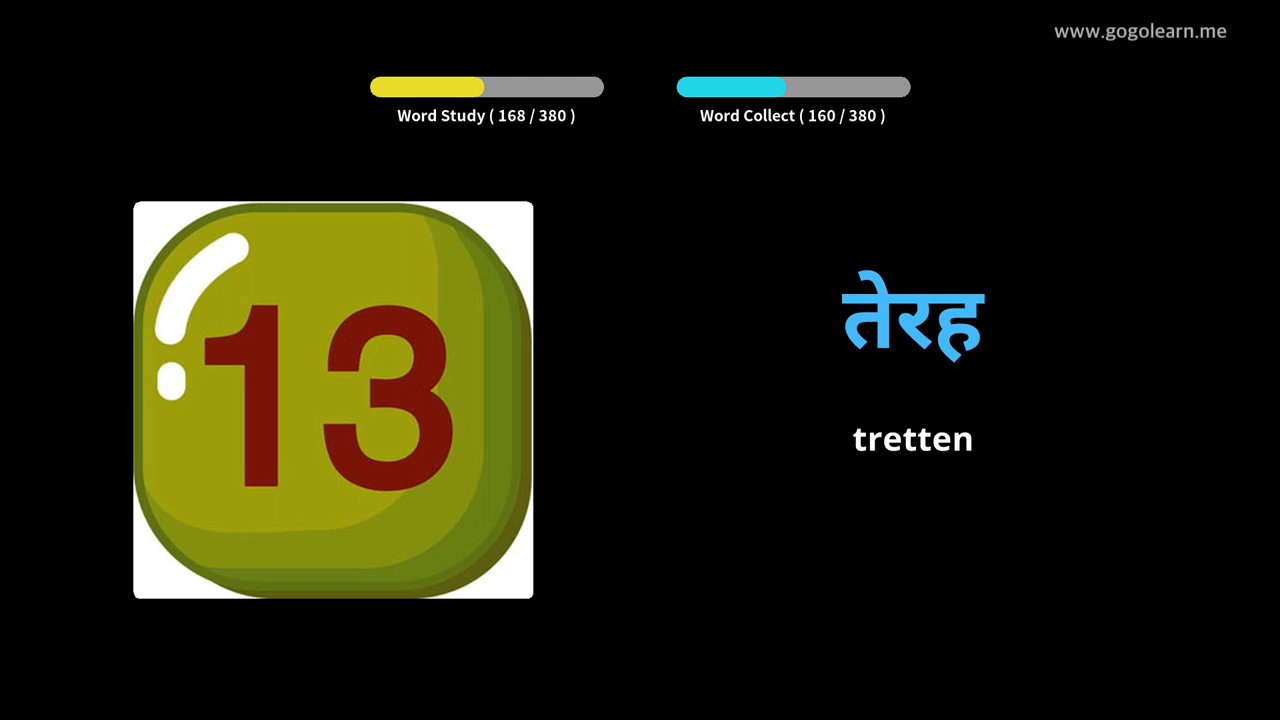 www.gogolearn.me
Word Study ( 168 / 380 )
Word Collect ( 160 / 380 )
13
तेरह
tretten